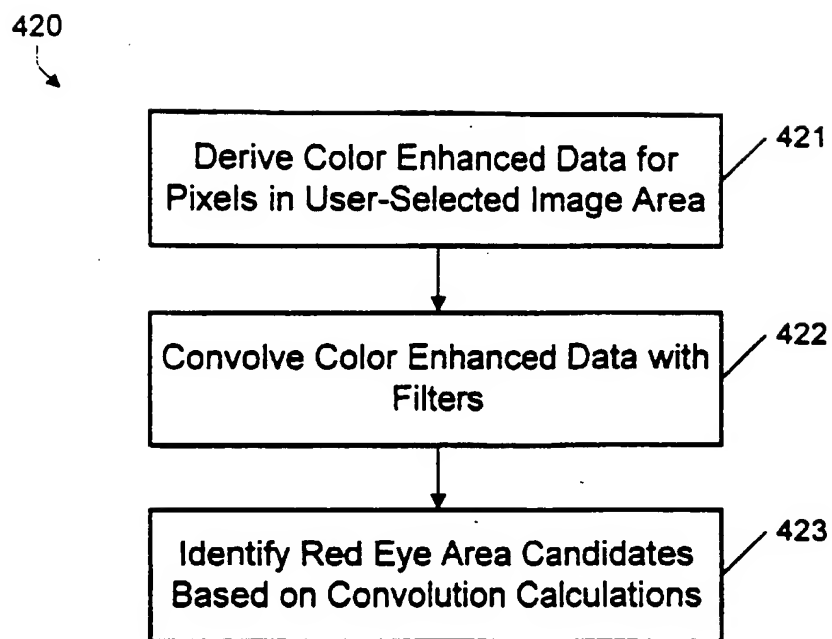 420
Derive Color Enhanced Data for
Pixels in User-Selected Image Area
421
Convolve Color Enhanced Data with
Filters
422
Identify Red Eye Area Candidates
Based on Convolution Calculations
423